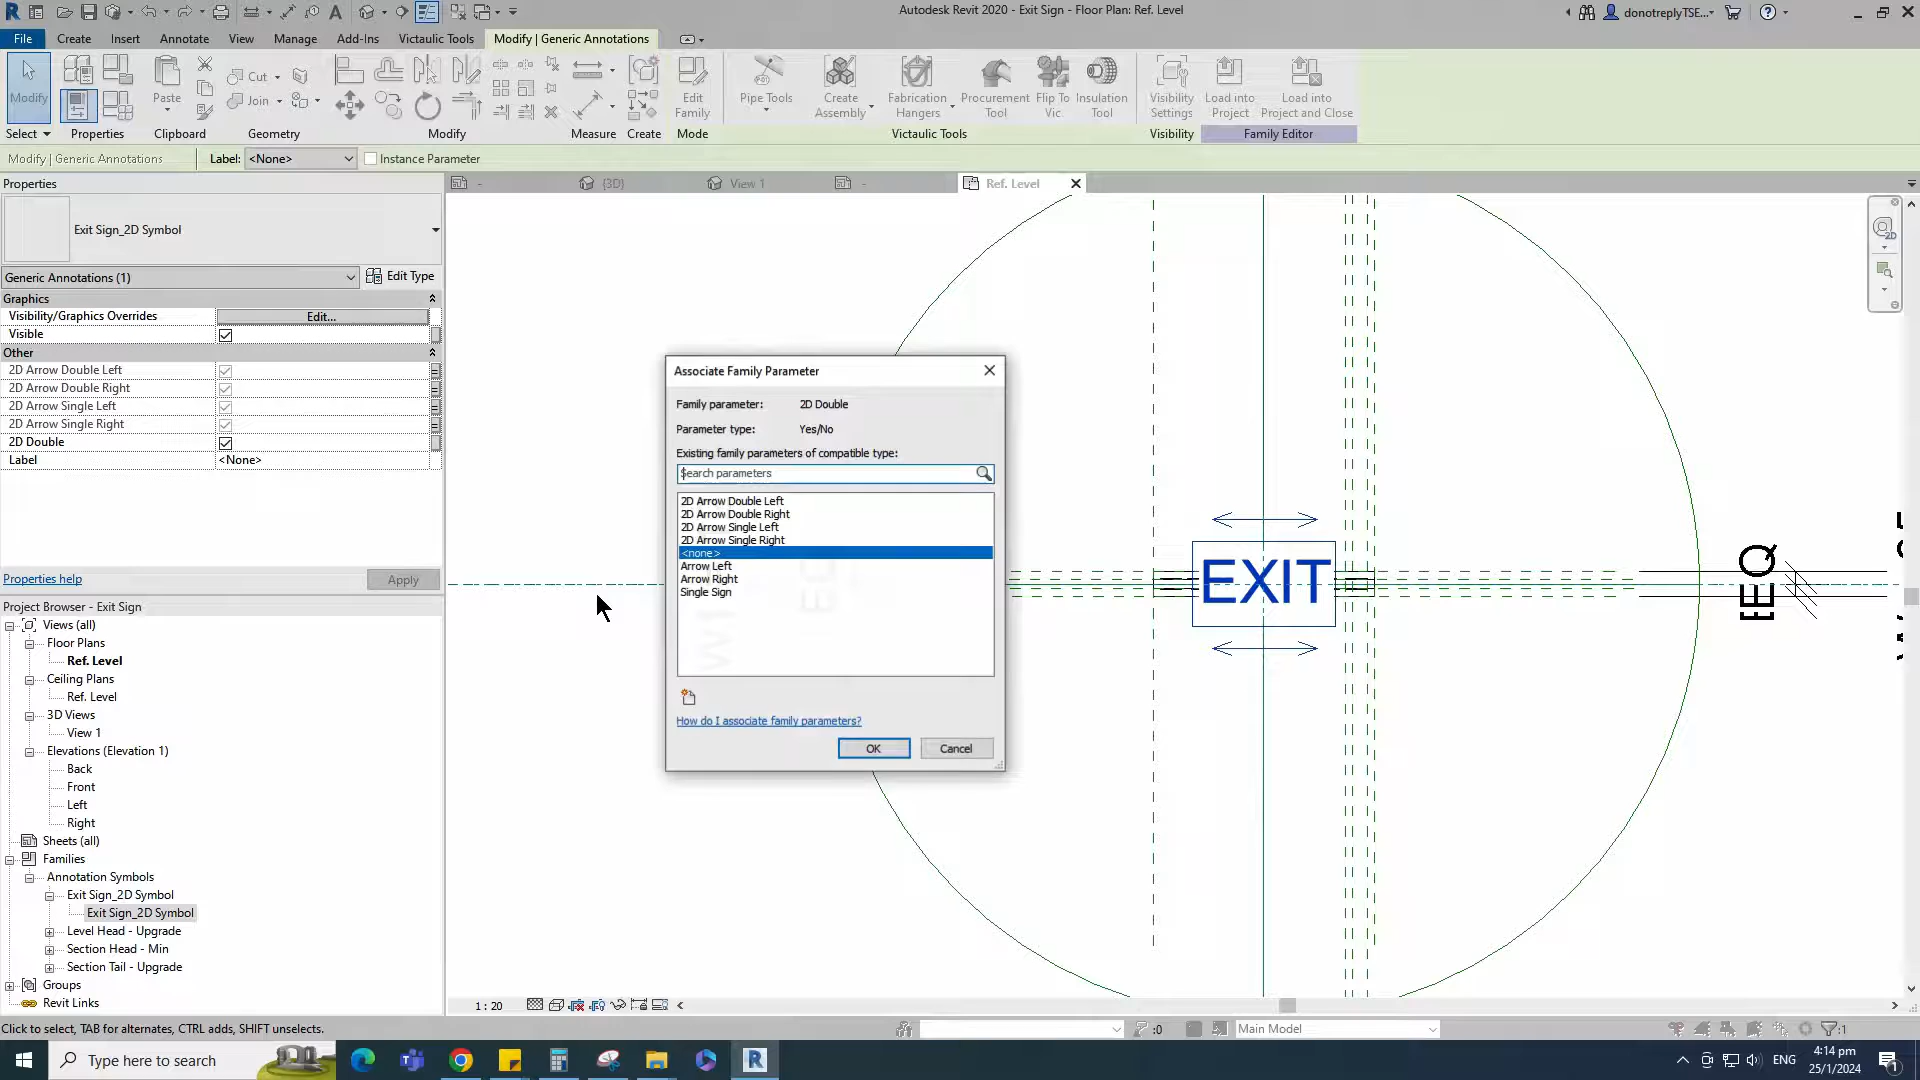 Autodesk Revit 2020 - Exit Sign - Floor Plan: Ref. Level
donotreplyTSE...
File Create Insert Annotate View Manage Add-Ins Victaulic Tools Modify | Generic Annotations
Modify
Paste
Cut
Join
Edit Family
Pipe Tools
Create Assembly
Fabrication Hangers
Procurement Tool
Flip To Vic.
Insulation Tool
Visibility Settings
Load into Project
Load into Project and Close
Select Properties Clipboard Geometry Modify Measure Create Mode Victaulic Tools Visibility Family Editor
Modify | Generic Annotations Label: <None> Instance Parameter
Properties
- {3D} View 1 - Ref. Level
Exit Sign_2D Symbol
Generic Annotations (1) Edit Type
Graphics
Visibility/Graphics Overrides Edit...
Visible
Other
2D Arrow Double Left
2D Arrow Double Right
2D Arrow Single Left
2D Arrow Single Right
2D Double
Label <None>
Properties help Apply
Associate Family Parameter
Family parameter: 2D Double
Parameter type: Yes/No
Existing family parameters of compatible type:
Search parameters
2D Arrow Double Left
2D Arrow Double Right
2D Arrow Single Left
2D Arrow Single Right
<none>
Arrow Left
Arrow Right
Single Sign
How do I associate family parameters?
OK Cancel
EXIT
EQ
Project Browser - Exit Sign
Views (all)
Floor Plans
Ref. Level
Ceiling Plans
Ref. Level
3D Views
View 1
Elevations (Elevation 1)
Back
Front
Left
Right
Sheets (all)
Families
Annotation Symbols
Exit Sign_2D Symbol
Exit Sign_2D Symbol
Level Head - Upgrade
Section Head - Min
Section Tail - Upgrade
Groups
Revit Links
1 : 20
Click to select, TAB for alternates, CTRL adds, SHIFT unselects.
:0
Main Model
:1
Type here to search
ENG
4:14 pm
25/1/2024